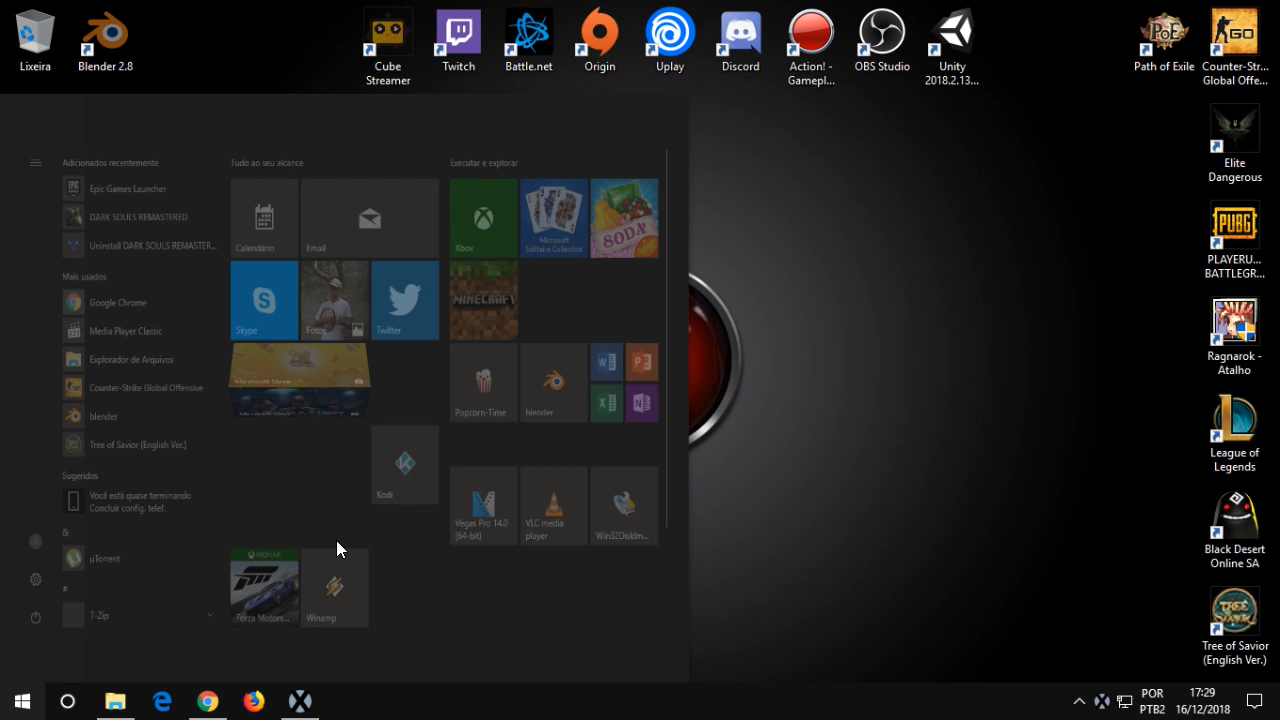 Lixeira
Blender 2.8
Cube
Streamer
Twitch
Battle.net
Origin
Uplay
Discord
Action! -
Gamepl...
OBS Studio
Unity
2018.2.13...
Path of Exile
Counter-Str...
Global Offe...
Elite
Dangerous
PLAYERU...
BATTLEGR...
Ragnarok -
Atalho
League of
Legends
Black Desert
Online SA
Tree of Savior
(English Ver.)
Adicionados recentemente
Epic Games Launcher
DARK SOULS REMASTERED
Uninstall DARK SOULS REMASTER...
Mais usados
Google Chrome
Media Player Classic
Explorador de Arquivos
Counter-Strike Global Offensive
blender
Tree of Savior (English Ver.)
Sugeridos
Você está quase terminando
Concluir config. telef.
&
µTorrent
#
7-Zip
Tudo ao seu alcance
Calendário
Email
Skype
Fotos
Twitter
Kodi
Forza Motors...
Winamp
Executar e explorar
Xbox
Microsoft
Solitaire Collection
SODA
MINECRAFT
Popcorn-Time
blender
Vegas Pro 14.0
(64-bit)
VLC media
player
Win32DiskIm...
POR
PTB2
17:29
16/12/2018